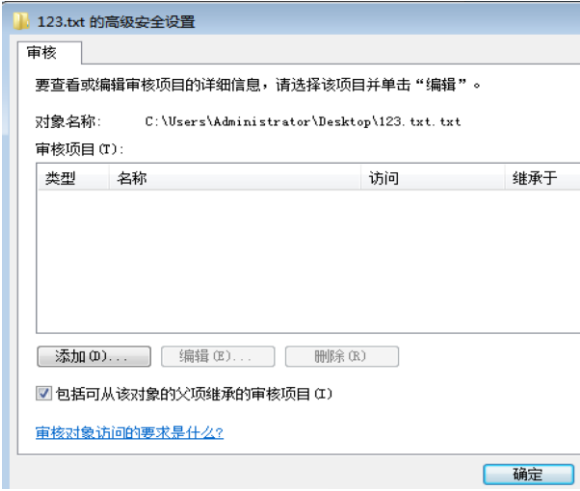 123.txt 的高级安全设置
审核
要查看或编辑审核项目的详细信息，请选择该项目并单击“编辑”。
对象名称: C:\Users\Administrator\Desktop\123.txt.txt
审核项目(T):
类型 名称 访问 继承于
添加(D)... 编辑(E)... 删除(R)
包括可从该对象的父项继承的审核项目(I)
审核对象访问的要求是什么?
确定